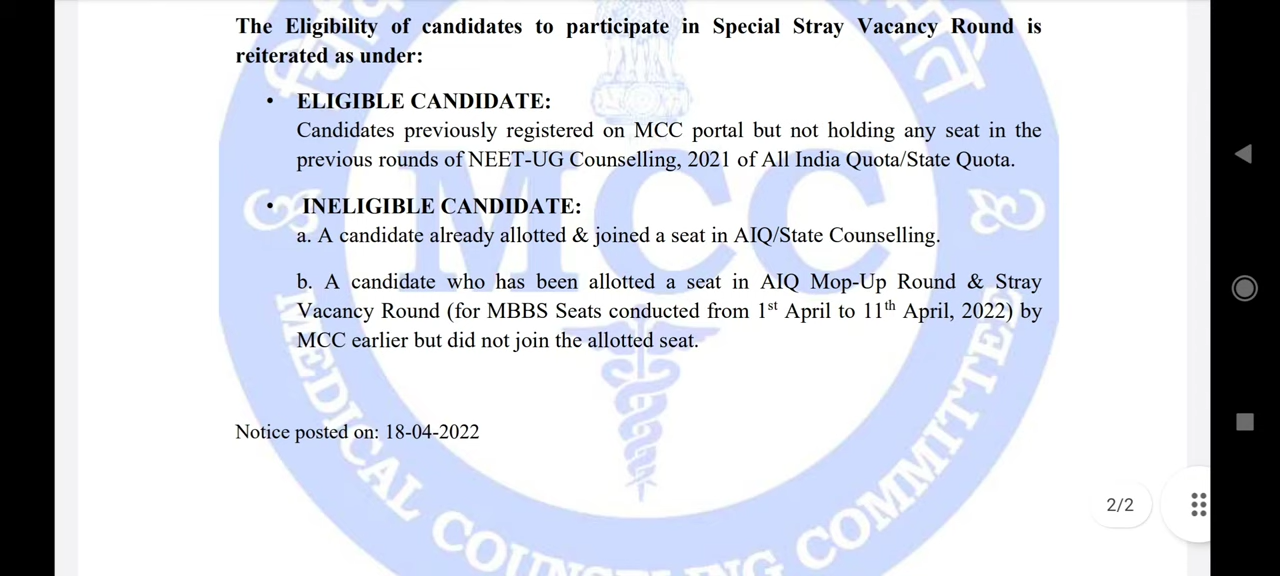 The Eligibility of candidates to participate in Special Stray Vacancy Round is
reiterated as under:
• ELIGIBLE CANDIDATE:
Candidates previously registered on MCC portal but not holding any seat in the
previous rounds of NEET-UG Counselling, 2021 of All India Quota/State Quota.
• INELIGIBLE CANDIDATE:
a. A candidate already allotted & joined a seat in AIQ/State Counselling.
b. A candidate who has been allotted a seat in AIQ Mop-Up Round & Stray
Vacancy Round (for MBBS Seats conducted from 1st April to 11th April, 2022) by
MCC earlier but did not join the allotted seat.
Notice posted on: 18-04-2022
2/2
MCC
MEDICAL COUNSELLING COMMITTEE